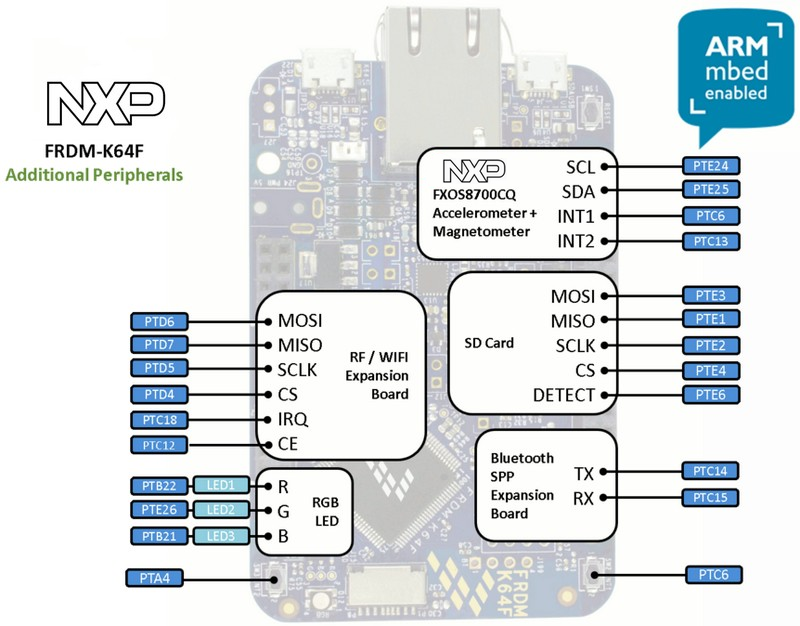 NXP
FRDM-K64F
Additional Peripherals
ARM
mbed
enabled
NXP
FXOS8700CQ
Accelerometer +
Magnetometer
SCL PTE24
SDA PTE25
INT1 PTC6
INT2 PTC13
SD Card
MOSI PTE3
MISO PTE1
SCLK PTE2
CS PTE4
DETECT PTE6
PTD6 MOSI
PTD7 MISO
PTD5 SCLK
PTD4 CS
PTC18 IRQ
PTC12 CE
RF / WIFI
Expansion
Board
Bluetooth
SPP
Expansion
Board
TX PTC14
RX PTC15
PTB22 LED1 R
PTE26 LED2 G
PTB21 LED3 B
RGB
LED
PTA4
PTC6
FRDM-K64F
FRDM
K64F